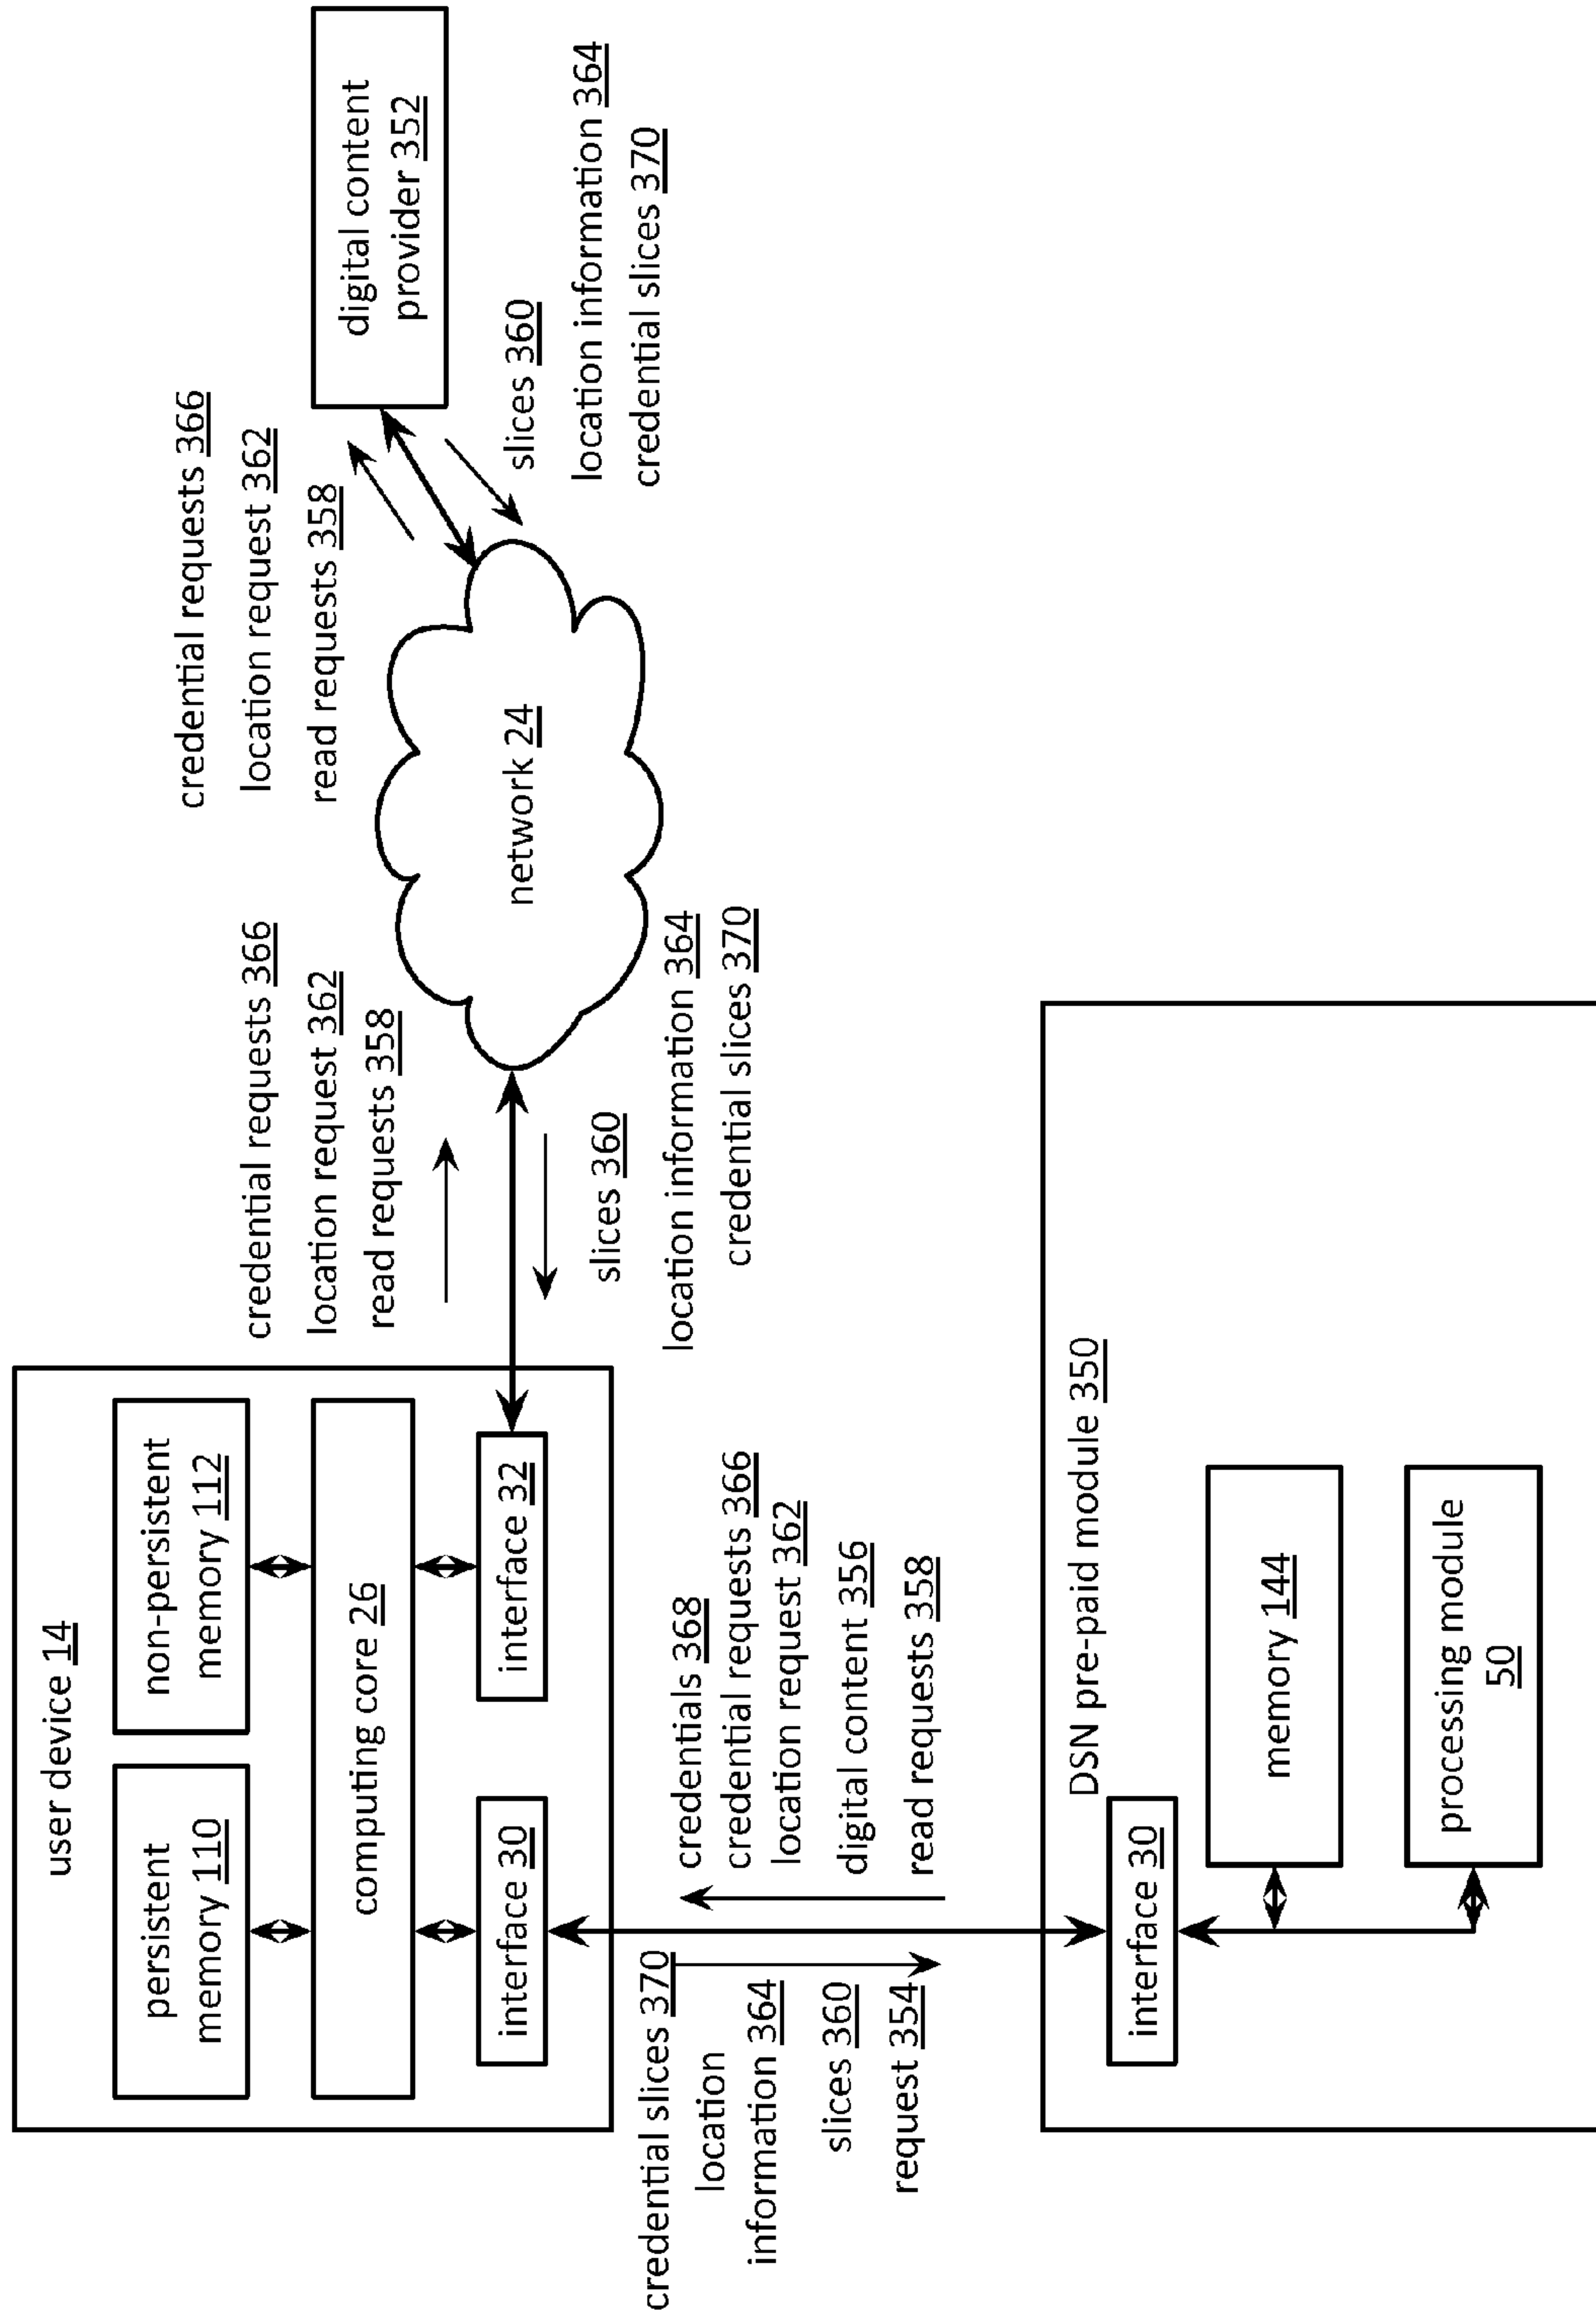 user device 14
persistent
memory 110
non-persistent
memory 112
computing core 26
interface 30
interface 32
credential requests 366
location request 362
read requests 358
slices 360
location information 364
credential slices 370
network 24
credential requests 366
location request 362
read requests 358
digital content
provider 352
slices 360
location information 364
credential slices 370
credential slices 370
location
information 364
slices 360
request 354
credentials 368
credential requests 366
location request 362
digital content 356
read requests 358
DSN pre-paid module 350
interface 30
memory 144
processing module
50